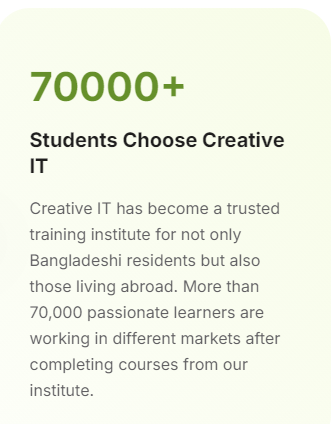 70000+
Students Choose Creative
IT
Creative IT has become a trusted
training institute for not only
Bangladeshi residents but also
those living abroad. More than
70,000 passionate learners are
working in different markets after
completing courses from our
institute.